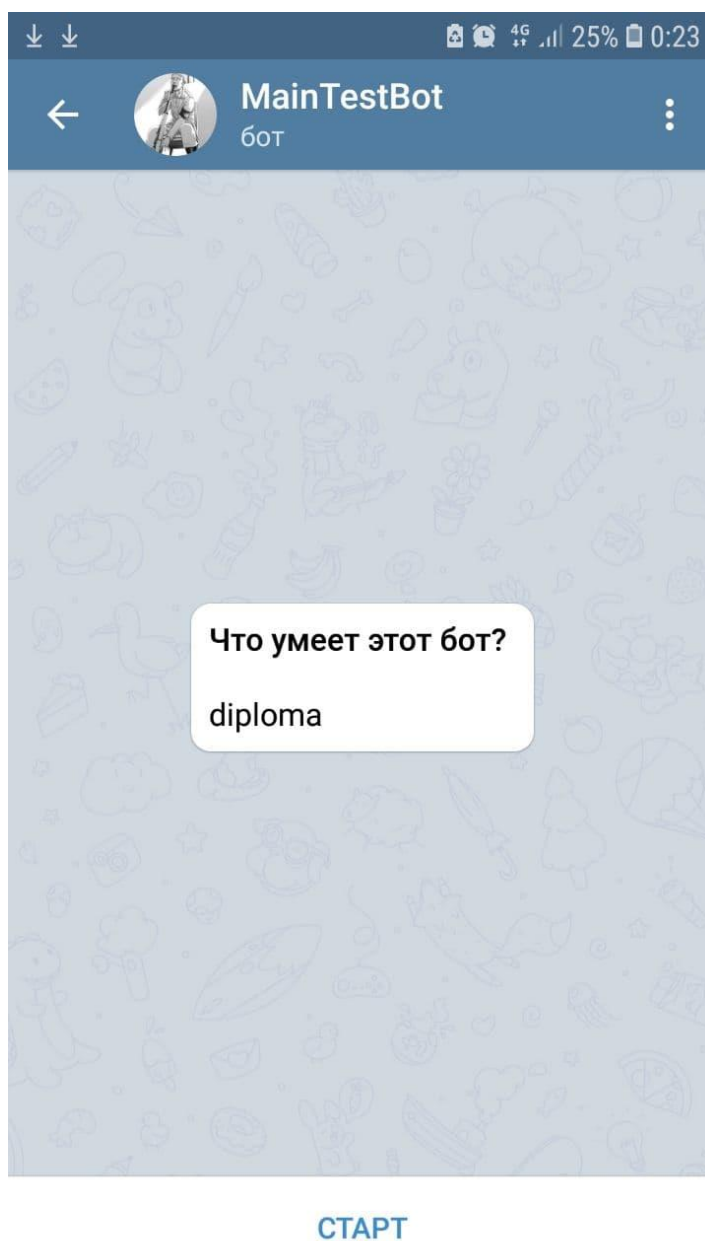 4G 25% 0:23
MainTestBot
бот
Что умеет этот бот?
diploma
СТАРТ